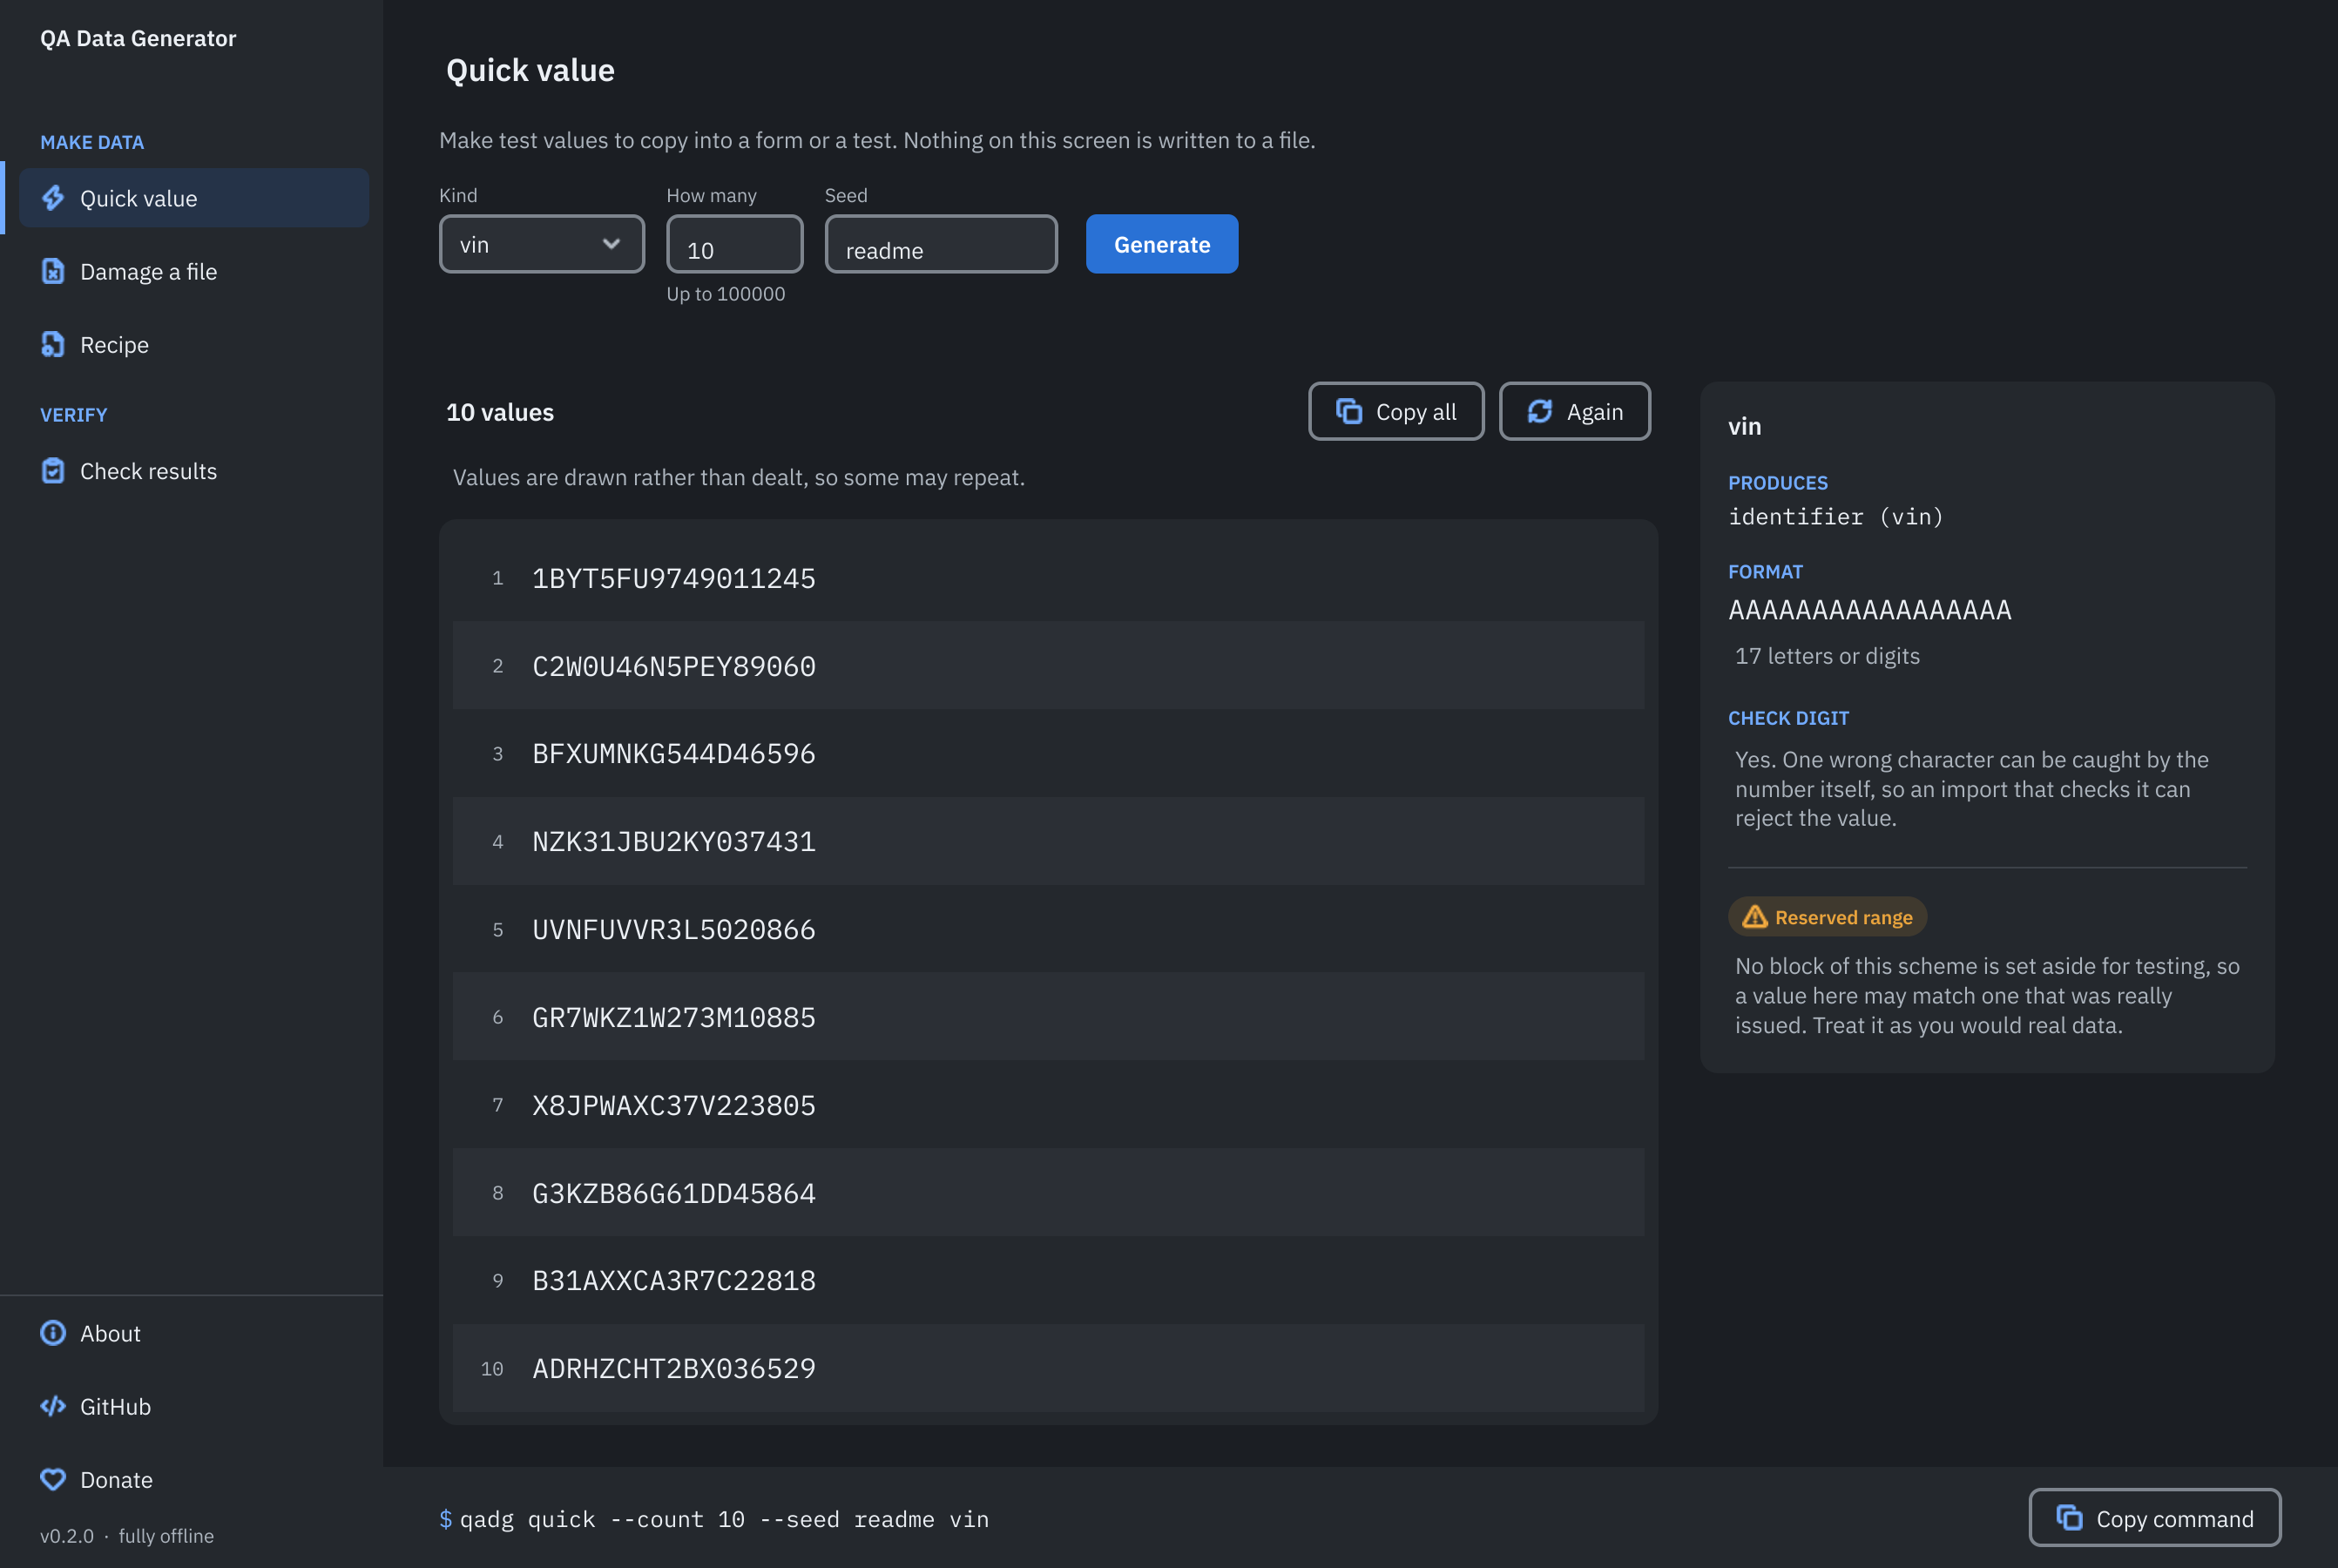 QA Data Generator
MAKE DATA
Quick value
Damage a file
Recipe
VERIFY
Check results
About
GitHub
Donate
v0.2.0 · fully offline
Quick value
Make test values to copy into a form or a test. Nothing on this screen is written to a file.
Kind
How many
Seed
vin
10
readme
Generate
Up to 100000
10 values
Copy all
Again
Values are drawn rather than dealt, so some may repeat.
1 1BYT5FU9749011245
2 C2W0U46N5PEY89060
3 BFXUMNKG544D46596
4 NZK31JBU2KY037431
5 UVNFUVVR3L5020866
6 GR7WKZ1W273M10885
7 X8JPWAXC37V223805
8 G3KZB86G61DD45864
9 B31AXXCA3R7C22818
10 ADRHZCHT2BX036529
vin
PRODUCES
identifier (vin)
FORMAT
AAAAAAAAAAAAAAAAA
17 letters or digits
CHECK DIGIT
Yes. One wrong character can be caught by the
number itself, so an import that checks it can
reject the value.
Reserved range
No block of this scheme is set aside for testing, so
a value here may match one that was really
issued. Treat it as you would real data.
$ qadg quick --count 10 --seed readme vin
Copy command